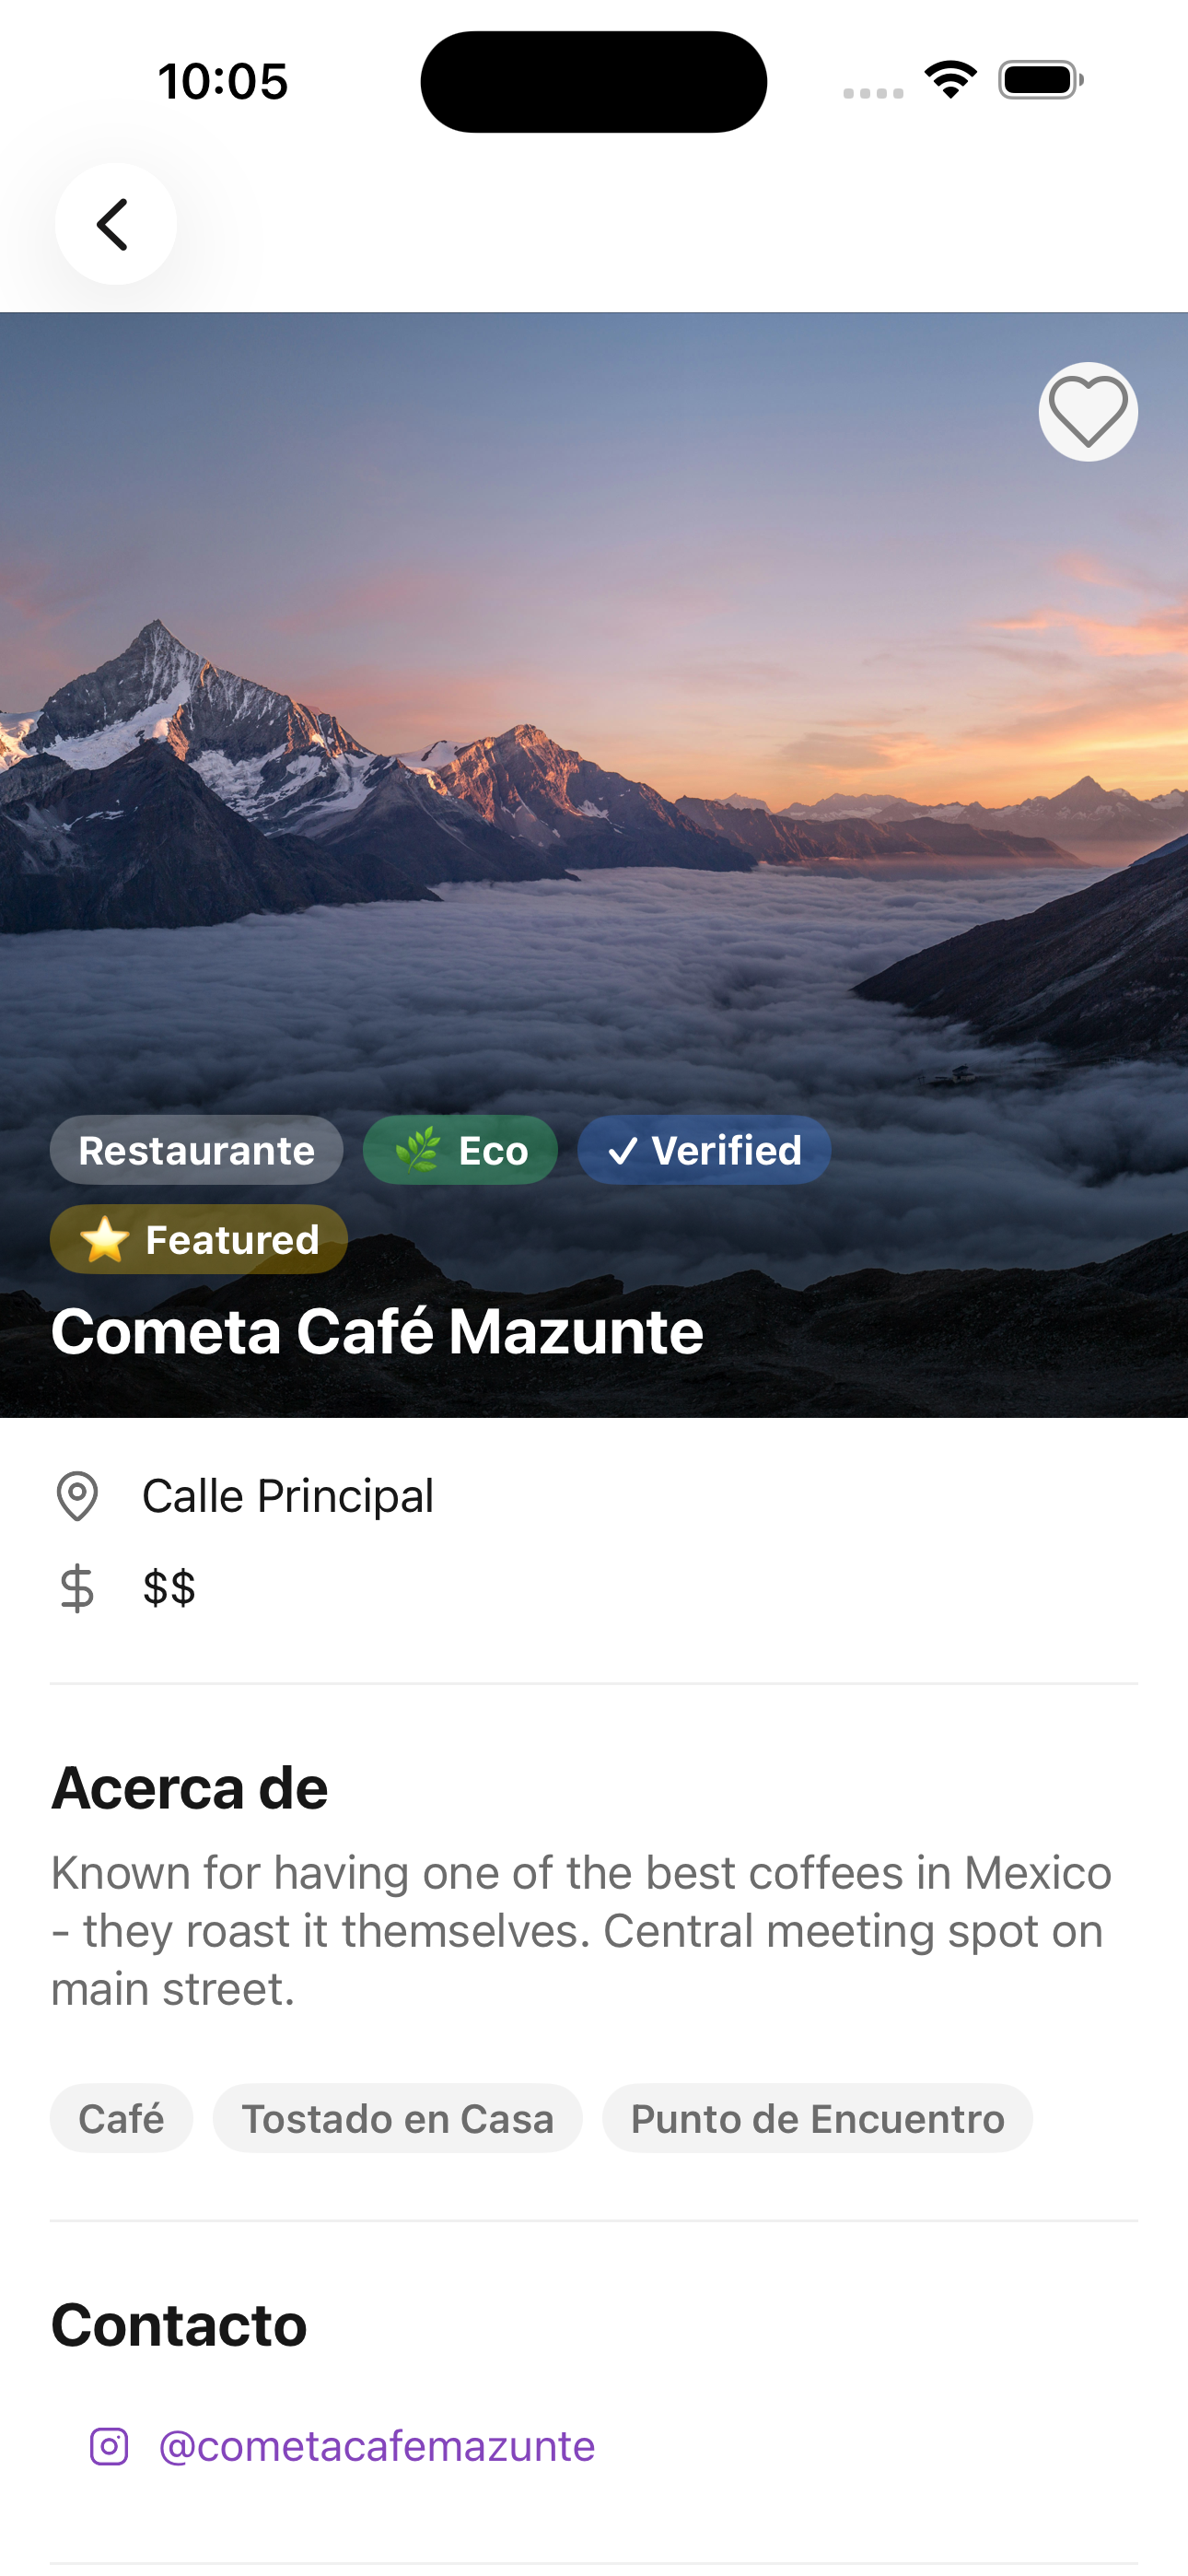 10:05
Restaurante 🌿 Eco ✓ Verified
⭐ Featured
Cometa Café Mazunte
Calle Principal
$$
Acerca de
Known for having one of the best coffees in Mexico
- they roast it themselves. Central meeting spot on
main street.
Café Tostado en Casa Punto de Encuentro
Contacto
@cometacafemazunte